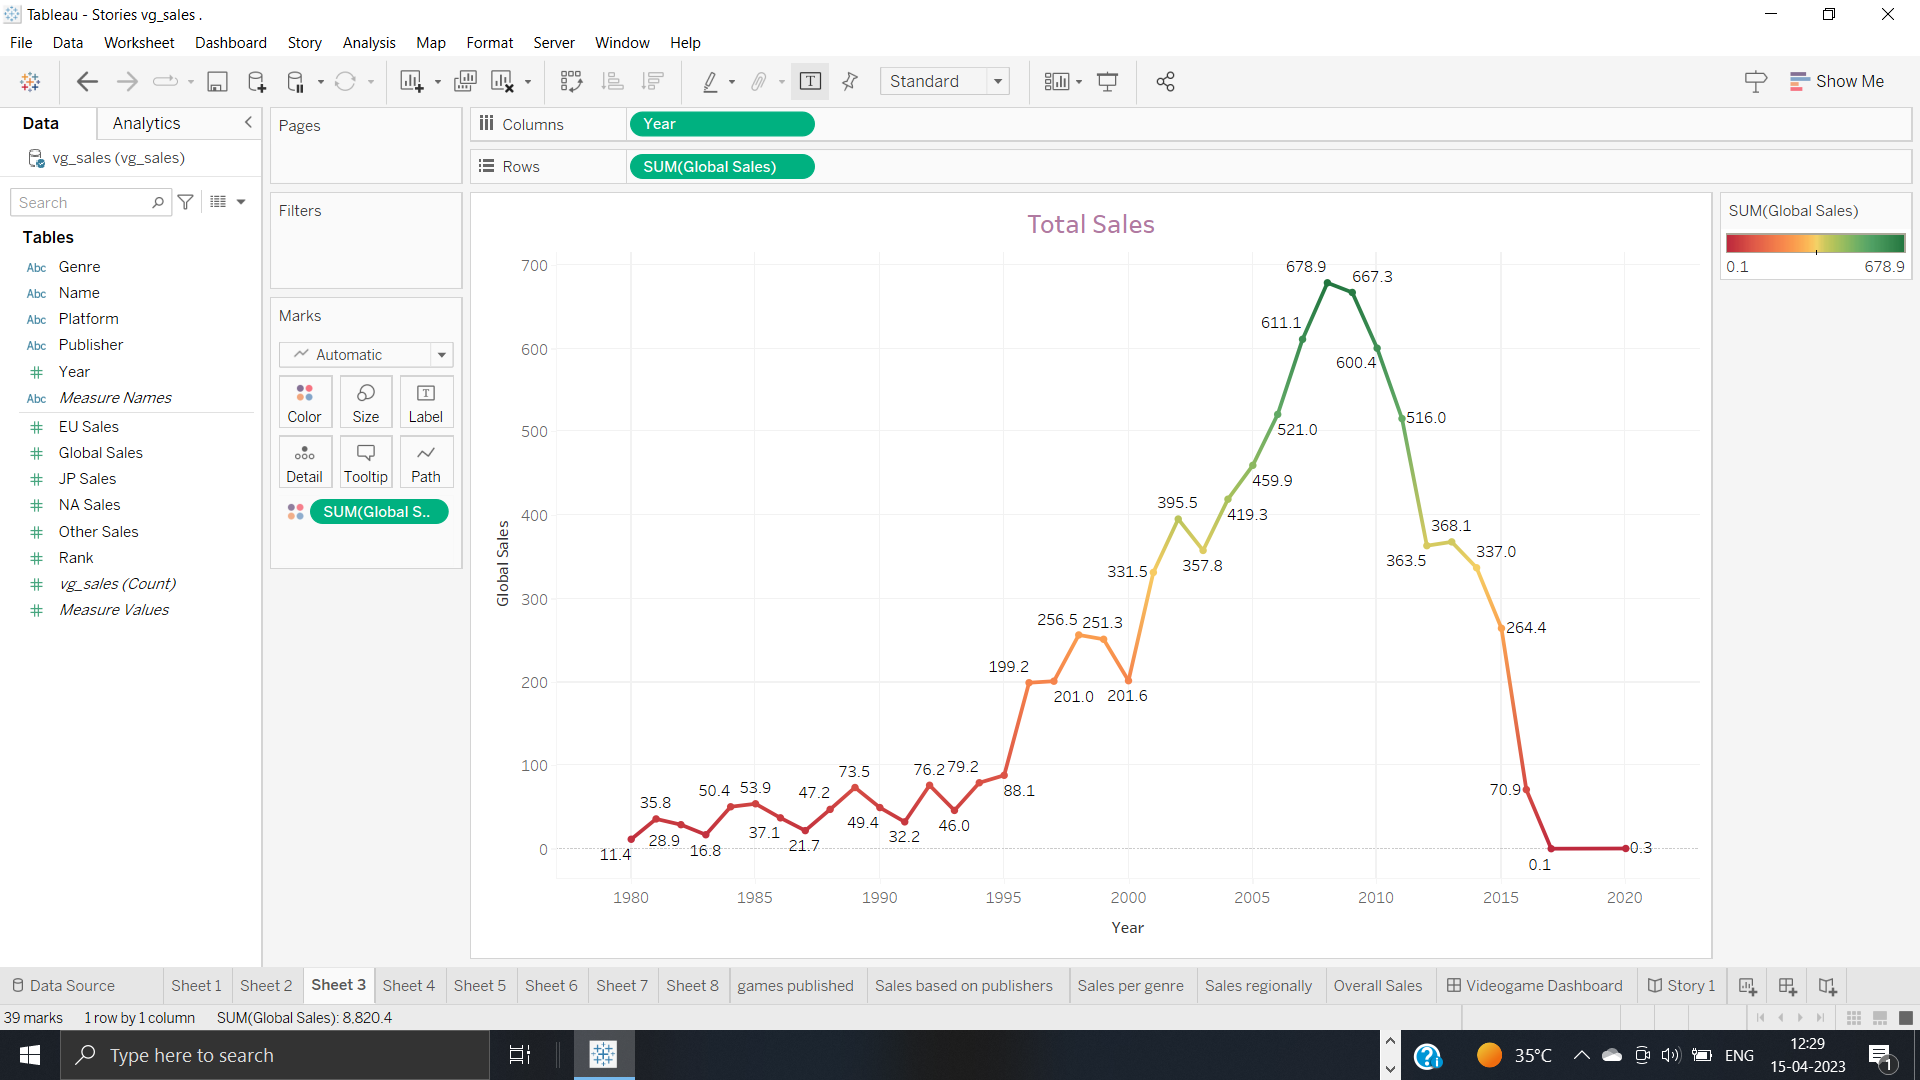 Tableau - Stories vg_sales .
File Data Worksheet Dashboard Story Analysis Map Format Server Window Help
Standard
Show Me
Data Analytics
vg_sales (vg_sales)
Search
Tables
Abc Genre
Abc Name
Abc Platform
Abc Publisher
# Year
Abc Measure Names
# EU Sales
# Global Sales
# JP Sales
# NA Sales
# Other Sales
# Rank
# vg_sales (Count)
# Measure Values
Pages
Filters
Marks
Automatic
Color Size Label
Detail Tooltip Path
SUM(Global S..
Columns Year
Rows SUM(Global Sales)
Total Sales
Global Sales
700
600
500
400
300
200
100
0
11.4
35.8
28.9
16.8
50.4
53.9
37.1
21.7
47.2
73.5
49.4
32.2
76.2
46.0
79.2
88.1
199.2
201.0
256.5
251.3
201.6
331.5
395.5
357.8
419.3
459.9
521.0
611.1
678.9
667.3
600.4
516.0
363.5
368.1
337.0
264.4
70.9
0.1
0.3
1980 1985 1990 1995 2000 2005 2010 2015 2020
Year
SUM(Global Sales)
0.1 678.9
Data Source Sheet 1 Sheet 2 Sheet 3 Sheet 4 Sheet 5 Sheet 6 Sheet 7 Sheet 8 games published Sales based on publishers Sales per genre Sales regionally Overall Sales Videogame Dashboard Story 1
39 marks 1 row by 1 column SUM(Global Sales): 8,820.4
Type here to search
35°C
ENG
12:29
15-04-2023
1